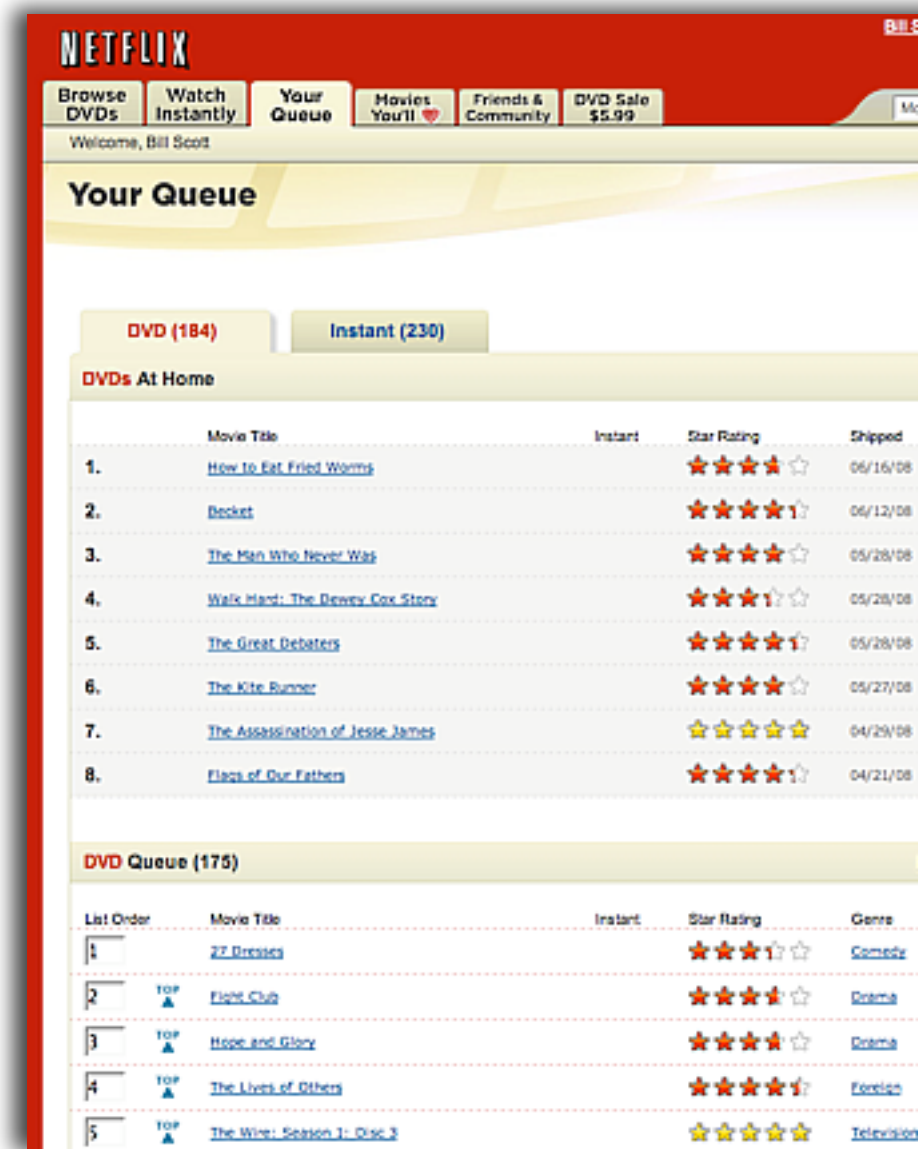 Bill S
NETFLIX
Browse DVDs
Watch Instantly
Your Queue
Movies You'll ❤
Friends & Community
DVD Sale $5.99
Welcome, Bill Scott
Your Queue
DVD (184) Instant (230)
DVDs At Home
Movie Title Instant Star Rating Shipped
1. How to Eat Fried Worms 06/16/08
2. Becket 06/12/08
3. The Man Who Never Was 05/28/08
4. Walk Hard: The Dewey Cox Story 05/28/08
5. The Great Debaters 05/28/08
6. The Kite Runner 05/27/08
7. The Assassination of Jesse James 04/29/08
8. Flags of Our Fathers 04/21/08
DVD Queue (175)
List Order Movie Title Instant Star Rating Genre
1 27 Dresses Comedy
2 TOP Fight Club Drama
3 TOP Hope and Glory Drama
4 TOP The Lives of Others Foreign
5 TOP The Wire: Season 1: Disc 3 Television